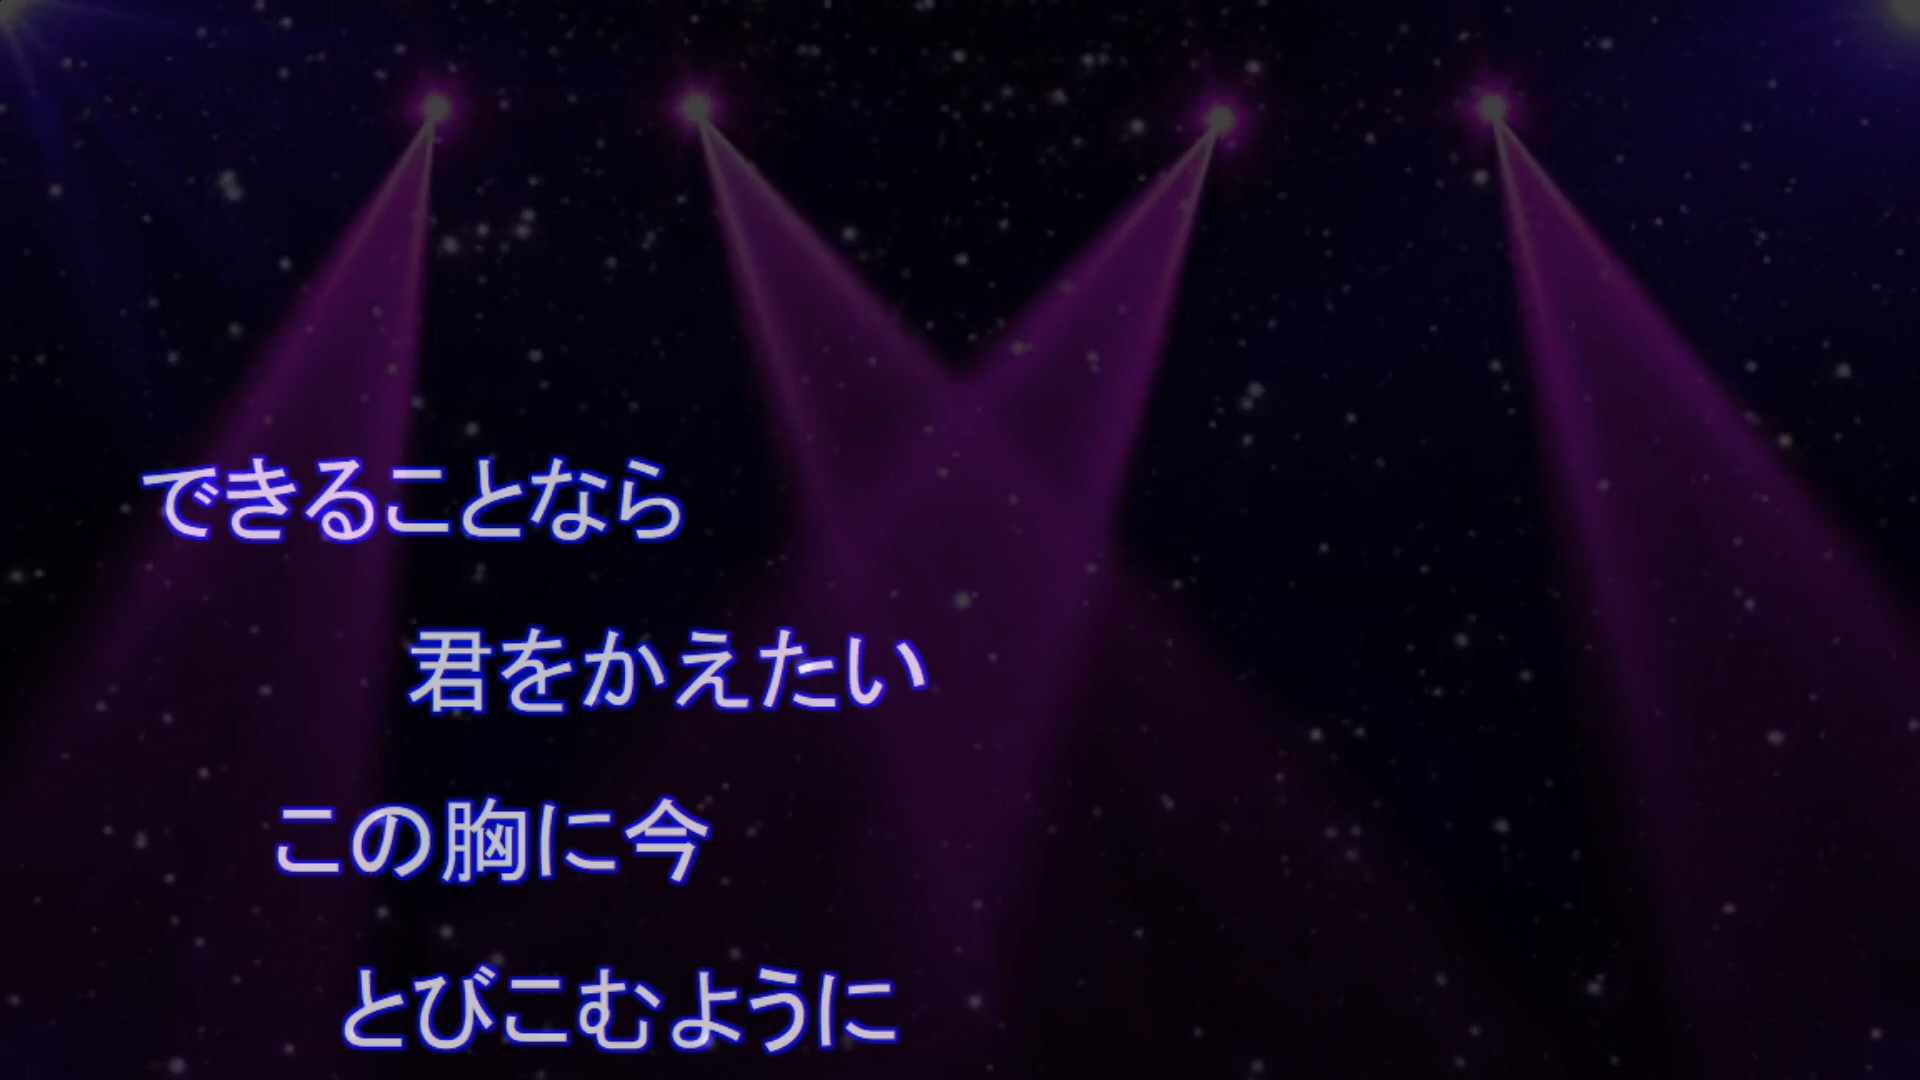 できることなら
君をかえたい
この胸に今
とびこむように